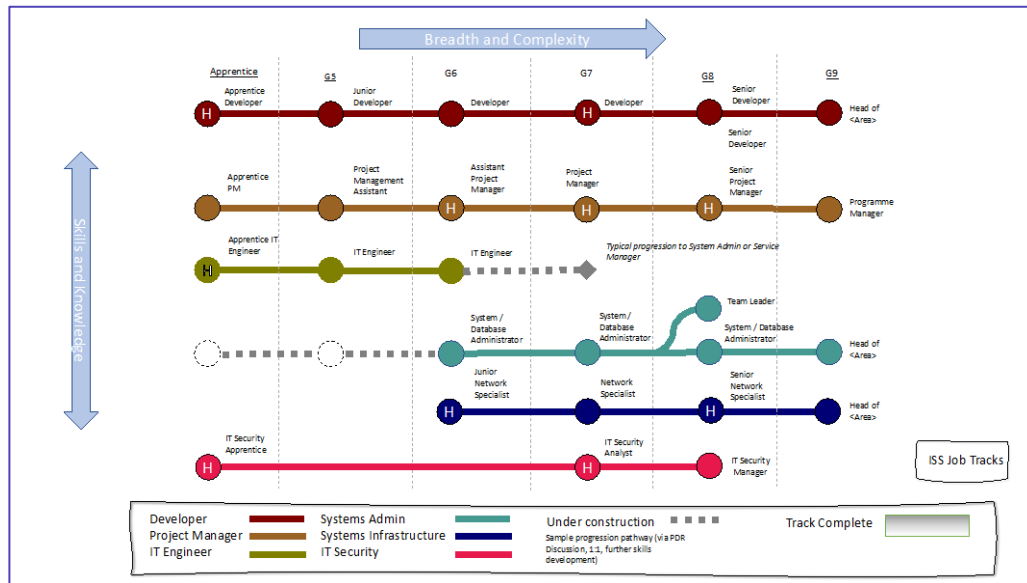 Breadth and Complexity
Skills and Knowledge
Apprentice
G5
G6
G7
G8
G9
Apprentice
Developer
Junior
Developer
Developer
Developer
Senior
Developer
Head of
<Area>
H
H
Senior
Developer
Apprentice
PM
Project
Management
Assistant
Assistant
Project
Manager
Project
Manager
Senior
Project
Manager
Programme
Manager
H
H
H
Apprentice IT
Engineer
IT Engineer
IT Engineer
Typical progression to System Admin or Service
Manager
H
Team Leader
System /
Database
Administrator
System /
Database
Administrator
System / Database
Administrator
Head of
<Area>
Junior
Network
Specialist
Network
Specialist
Senior
Network
Specialist
Head of
<Area>
H
H
IT Security
Apprentice
IT Security
Analyst
IT Security
Manager
H
H
ISS Job Tracks
Developer
Project Manager
IT Engineer
Systems Admin
Systems Infrastructure
IT Security
Under construction
Sample progression pathway (via PDR
Discussion, 1:1, further skills
development)
Track Complete